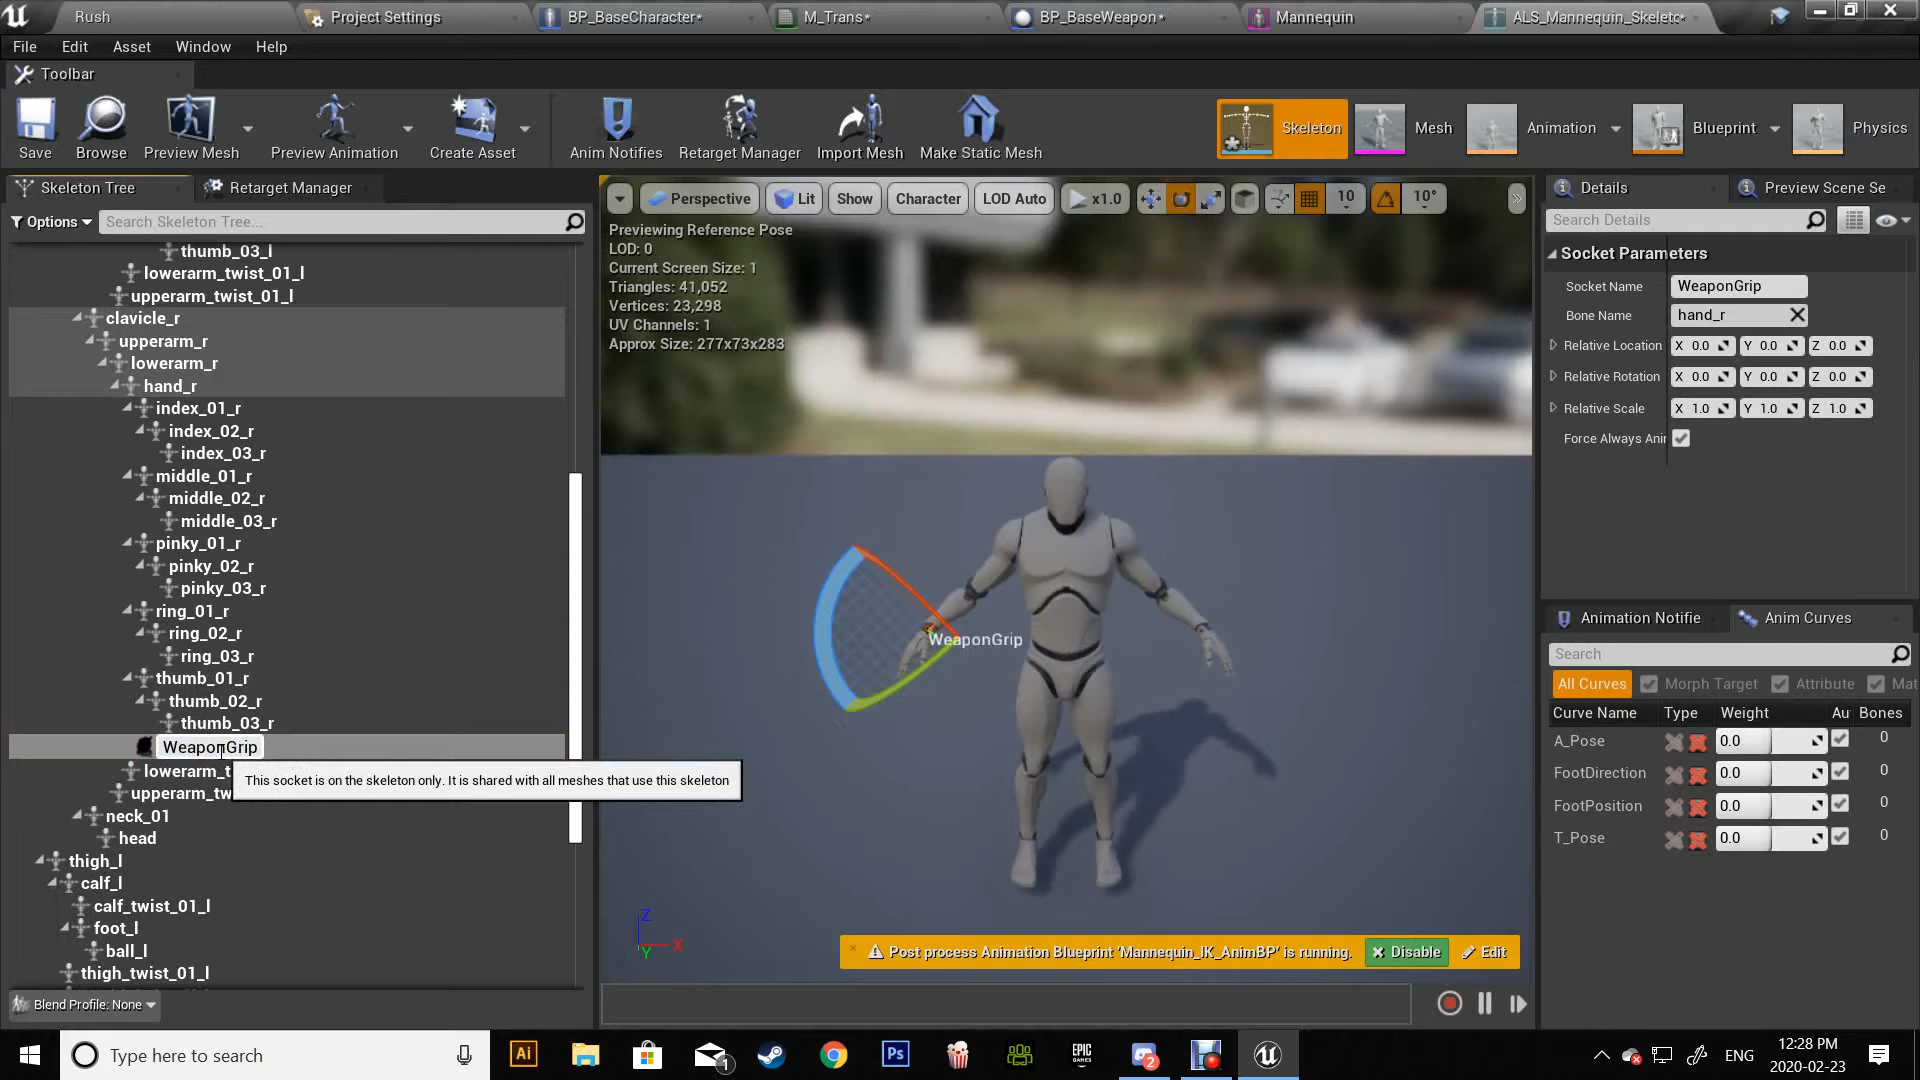 Rush
Project Settings
BP_BaseCharacter*
M_Trans*
BP_BaseWeapon*
Mannequin
ALS_Mannequin_Skeleto*
File Edit Asset Window Help
Toolbar
Save
Browse
Preview Mesh
Preview Animation
Create Asset
Anim Notifies
Retarget Manager
Import Mesh
Make Static Mesh
Skeleton
Mesh
Animation
Blueprint
Physics
Skeleton Tree
Retarget Manager
Options
Search Skeleton Tree...
thumb_03_l
lowerarm_twist_01_l
upperarm_twist_01_l
clavicle_r
upperarm_r
lowerarm_r
hand_r
index_01_r
index_02_r
index_03_r
middle_01_r
middle_02_r
middle_03_r
pinky_01_r
pinky_02_r
pinky_03_r
ring_01_r
ring_02_r
ring_03_r
thumb_01_r
thumb_02_r
thumb_03_r
WeaponGrip
lowerarm_t
upperarm_tw
This socket is on the skeleton only. It is shared with all meshes that use this skeleton
neck_01
head
thigh_l
calf_l
calf_twist_01_l
foot_l
ball_l
thigh_twist_01_l
Blend Profile: None
Perspective
Lit
Show
Character
LOD Auto
x1.0
10
10°
Previewing Reference Pose
LOD: 0
Current Screen Size: 1
Triangles: 41,052
Vertices: 23,298
UV Channels: 1
Approx Size: 277x73x283
WeaponGrip
Z
X
Y
Post process Animation Blueprint 'Mannequin_IK_AnimBP' is running.
Disable
Edit
Details
Preview Scene Se
Search Details
Socket Parameters
Socket Name WeaponGrip
Bone Name hand_r
Relative Location X 0.0 Y 0.0 Z 0.0
Relative Rotation X 0.0 Y 0.0 Z 0.0
Relative Scale X 1.0 Y 1.0 Z 1.0
Force Always Anir
Animation Notifie
Anim Curves
Search
All Curves Morph Target Attribute Mat
Curve Name Type Weight Au Bones
A_Pose 0.0 0
FootDirection 0.0 0
FootPosition 0.0 0
T_Pose 0.0 0
Type here to search
Ai
1
Ps
EPIC
GAMES
2
ENG
12:28 PM
2020-02-23